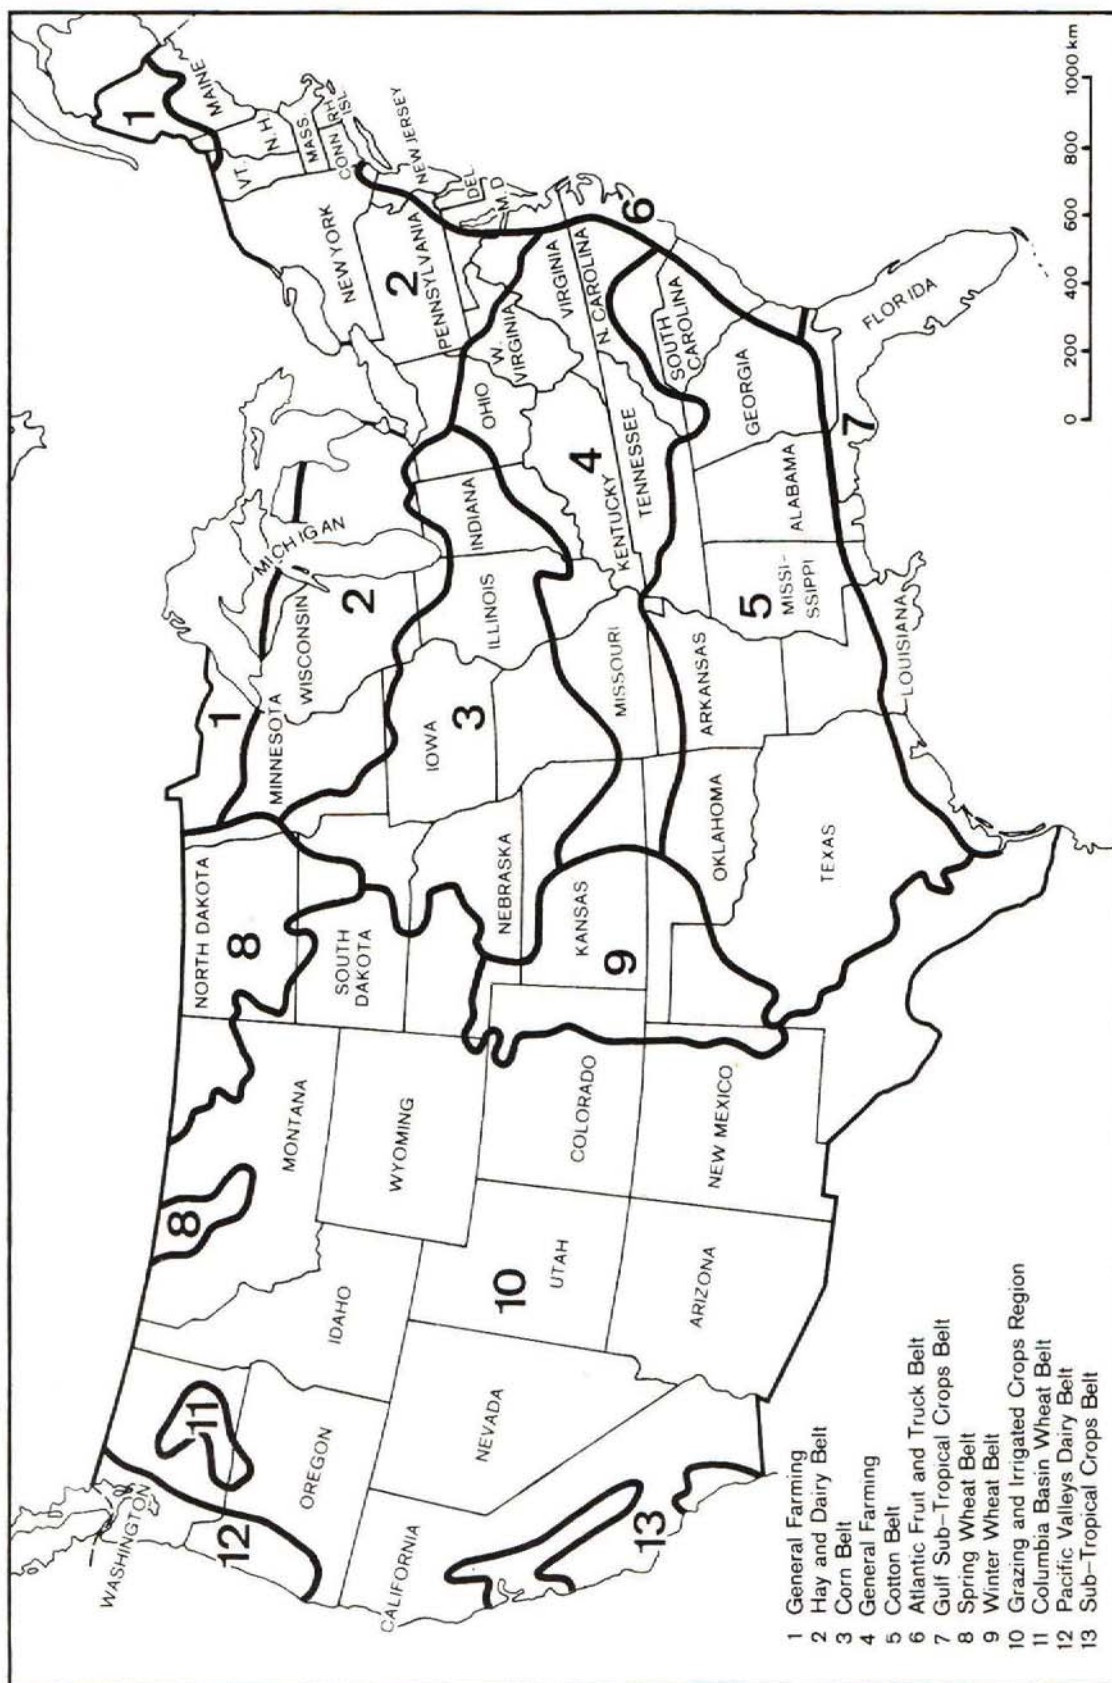 WASHINGTON
OREGON
CALIFORNIA
NEVADA
IDAHO
MONTANA
WYOMING
UTAH
ARIZONA
COLORADO
NEW MEXICO
NORTH DAKOTA
SOUTH
DAKOTA
NEBRASKA
KANSAS
OKLAHOMA
TEXAS
MINNESOTA
IOWA
MISSOURI
ARKANSAS
LOUISIANA
WISCONSIN
MICHIGAN
ILLINOIS
INDIANA
OHIO
KENTUCKY
TENNESSEE
MISSI-
SSIPPI
ALABAMA
GEORGIA
FLORIDA
SOUTH
CAROLINA
N. CAROLINA
VIRGINIA
W.
VIRGINIA
PENNSYLVANIA
NEW YORK
VT.
N.H.
MAINE
MASS.
CONN
RH.
ISL.
NEW JERSEY
DEL.
M.D.
12
11
8
8
10
13
9
1
2
3
4
5
7
6
2
1
1 General Farming
2 Hay and Dairy Belt
3 Corn Belt
4 General Farming
5 Cotton Belt
6 Atlantic Fruit and Truck Belt
7 Gulf Sub-Tropical Crops Belt
8 Spring Wheat Belt
9 Winter Wheat Belt
10 Grazing and Irrigated Crops Region
11 Columbia Basin Wheat Belt
12 Pacific Valleys Dairy Belt
13 Sub-Tropical Crops Belt
0 200 400 600 800 1000 km